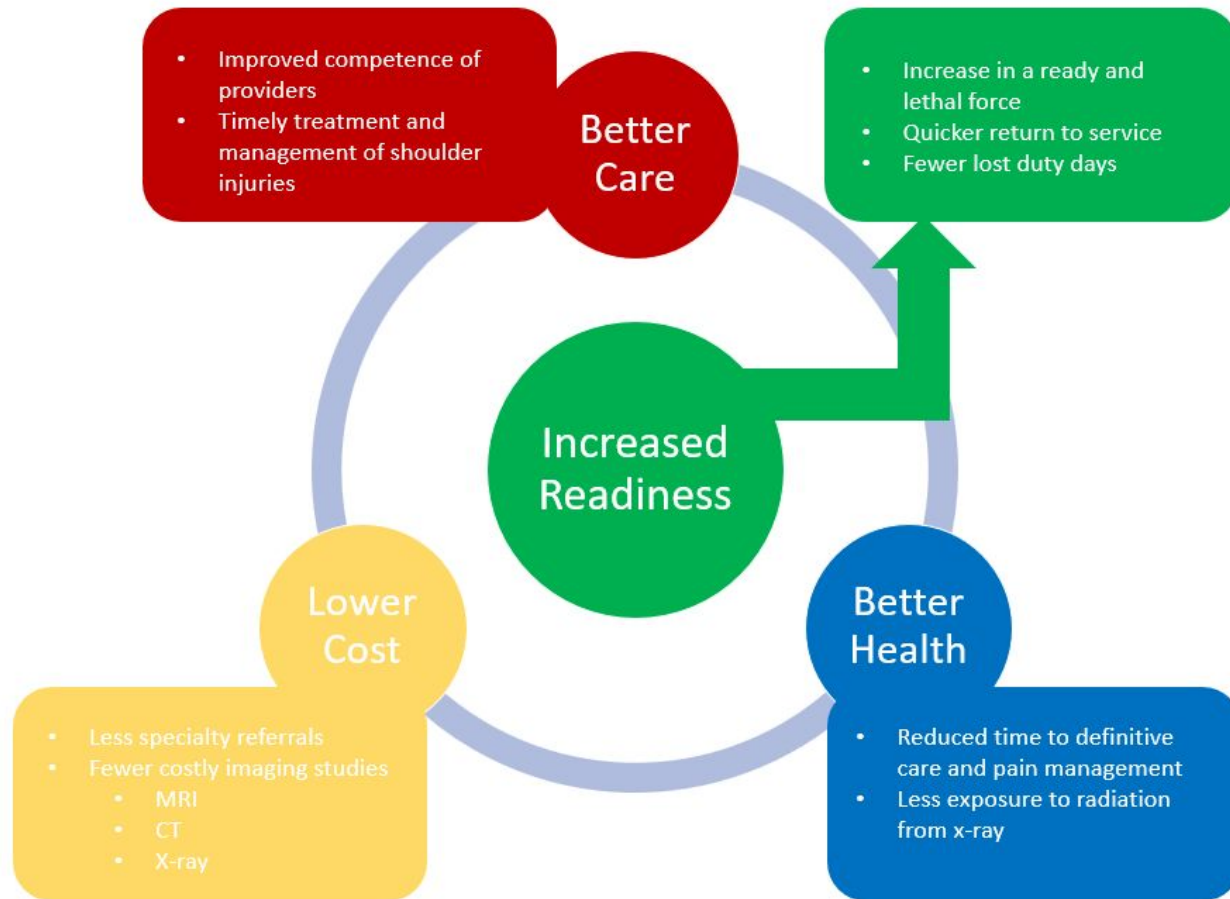 • Improved competence of
providers
• Timely treatment and
management of shoulder
injuries
Better
Care
• Increase in a ready and
lethal force
• Quicker return to service
• Fewer lost duty days
Increased
Readiness
Lower
Cost
• Less specialty referrals
• Fewer costly imaging studies
• MRI
• CT
• X-ray
Better
Health
• Reduced time to definitive
care and pain management
• Less exposure to radiation
from x-ray